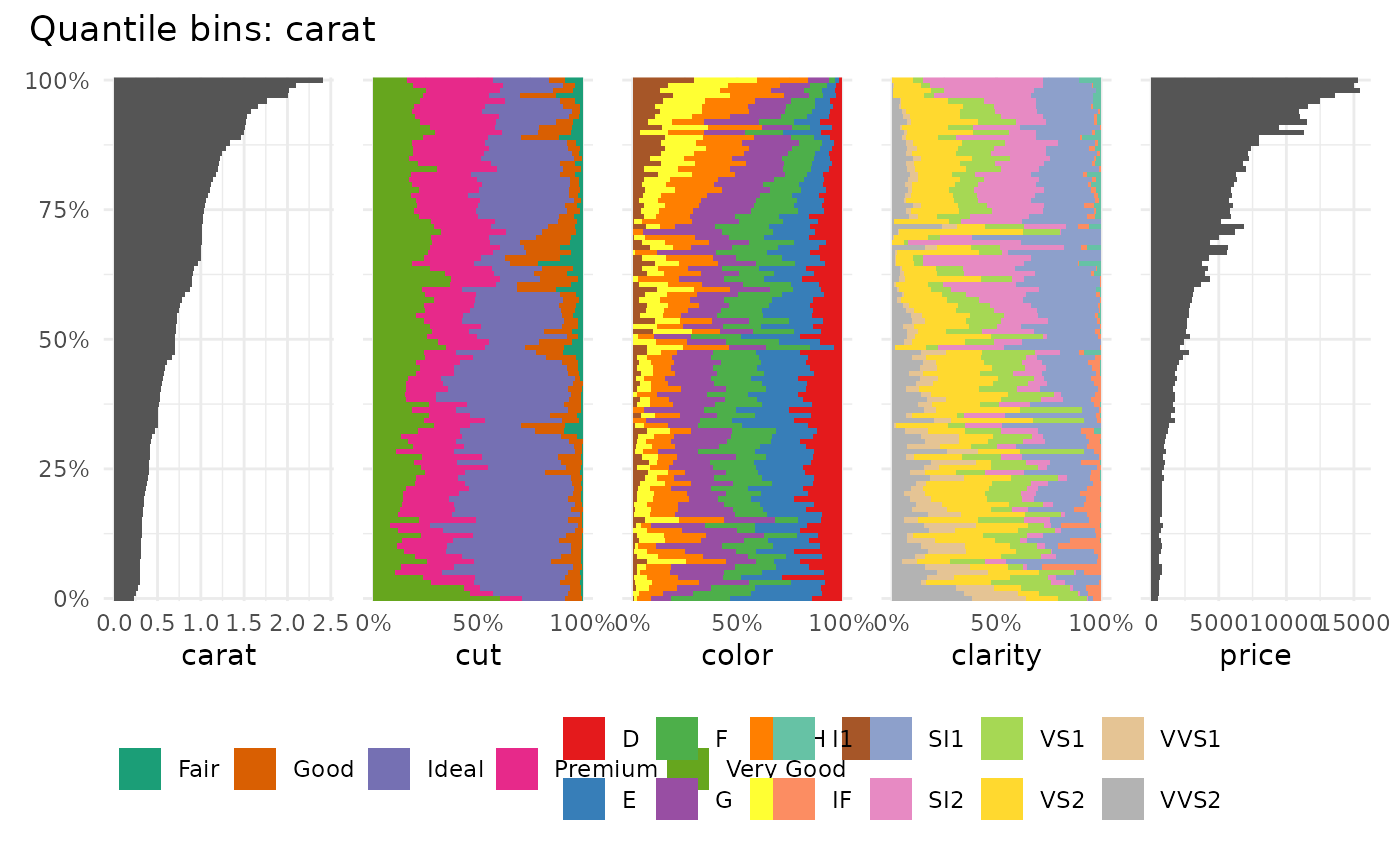 Quantile bins: carat
100%
75%
50%
25%
0%
0.0 0.5 1.0 1.5 2.0 2.5 0% 50% 100% 0% 50% 100% 0% 50% 100% 0 5000 10000 15000
carat cut color clarity price
D F H I1 SI1 VS1 VVS1
Fair Good Ideal Premium Very Good
E G IF SI2 VS2 VVS2